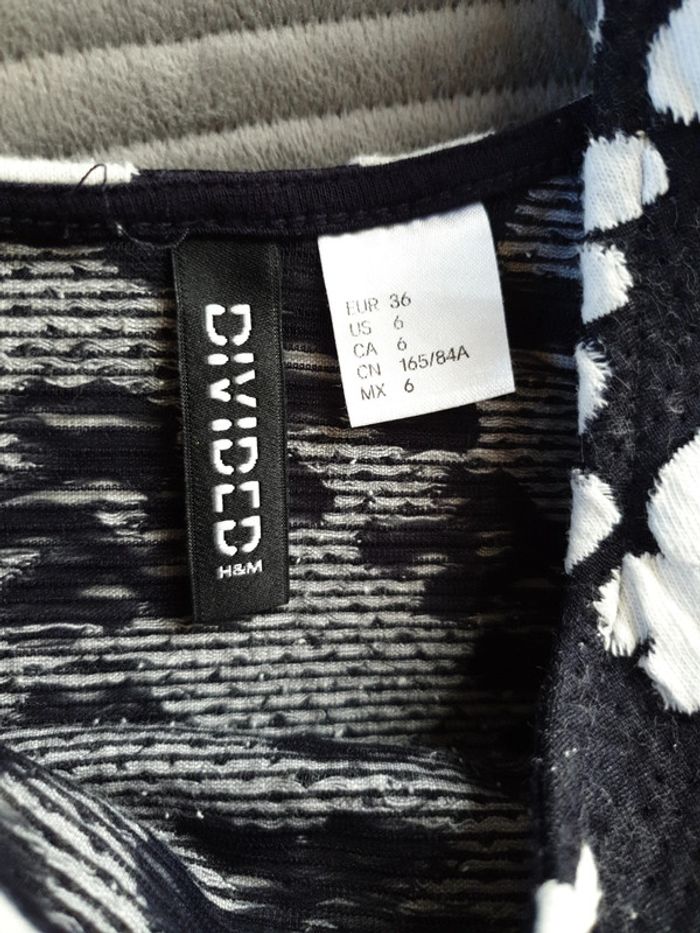 DIVIDED
H&M
EUR 36
US 6
CA 6
CN 165/84A
MX 6